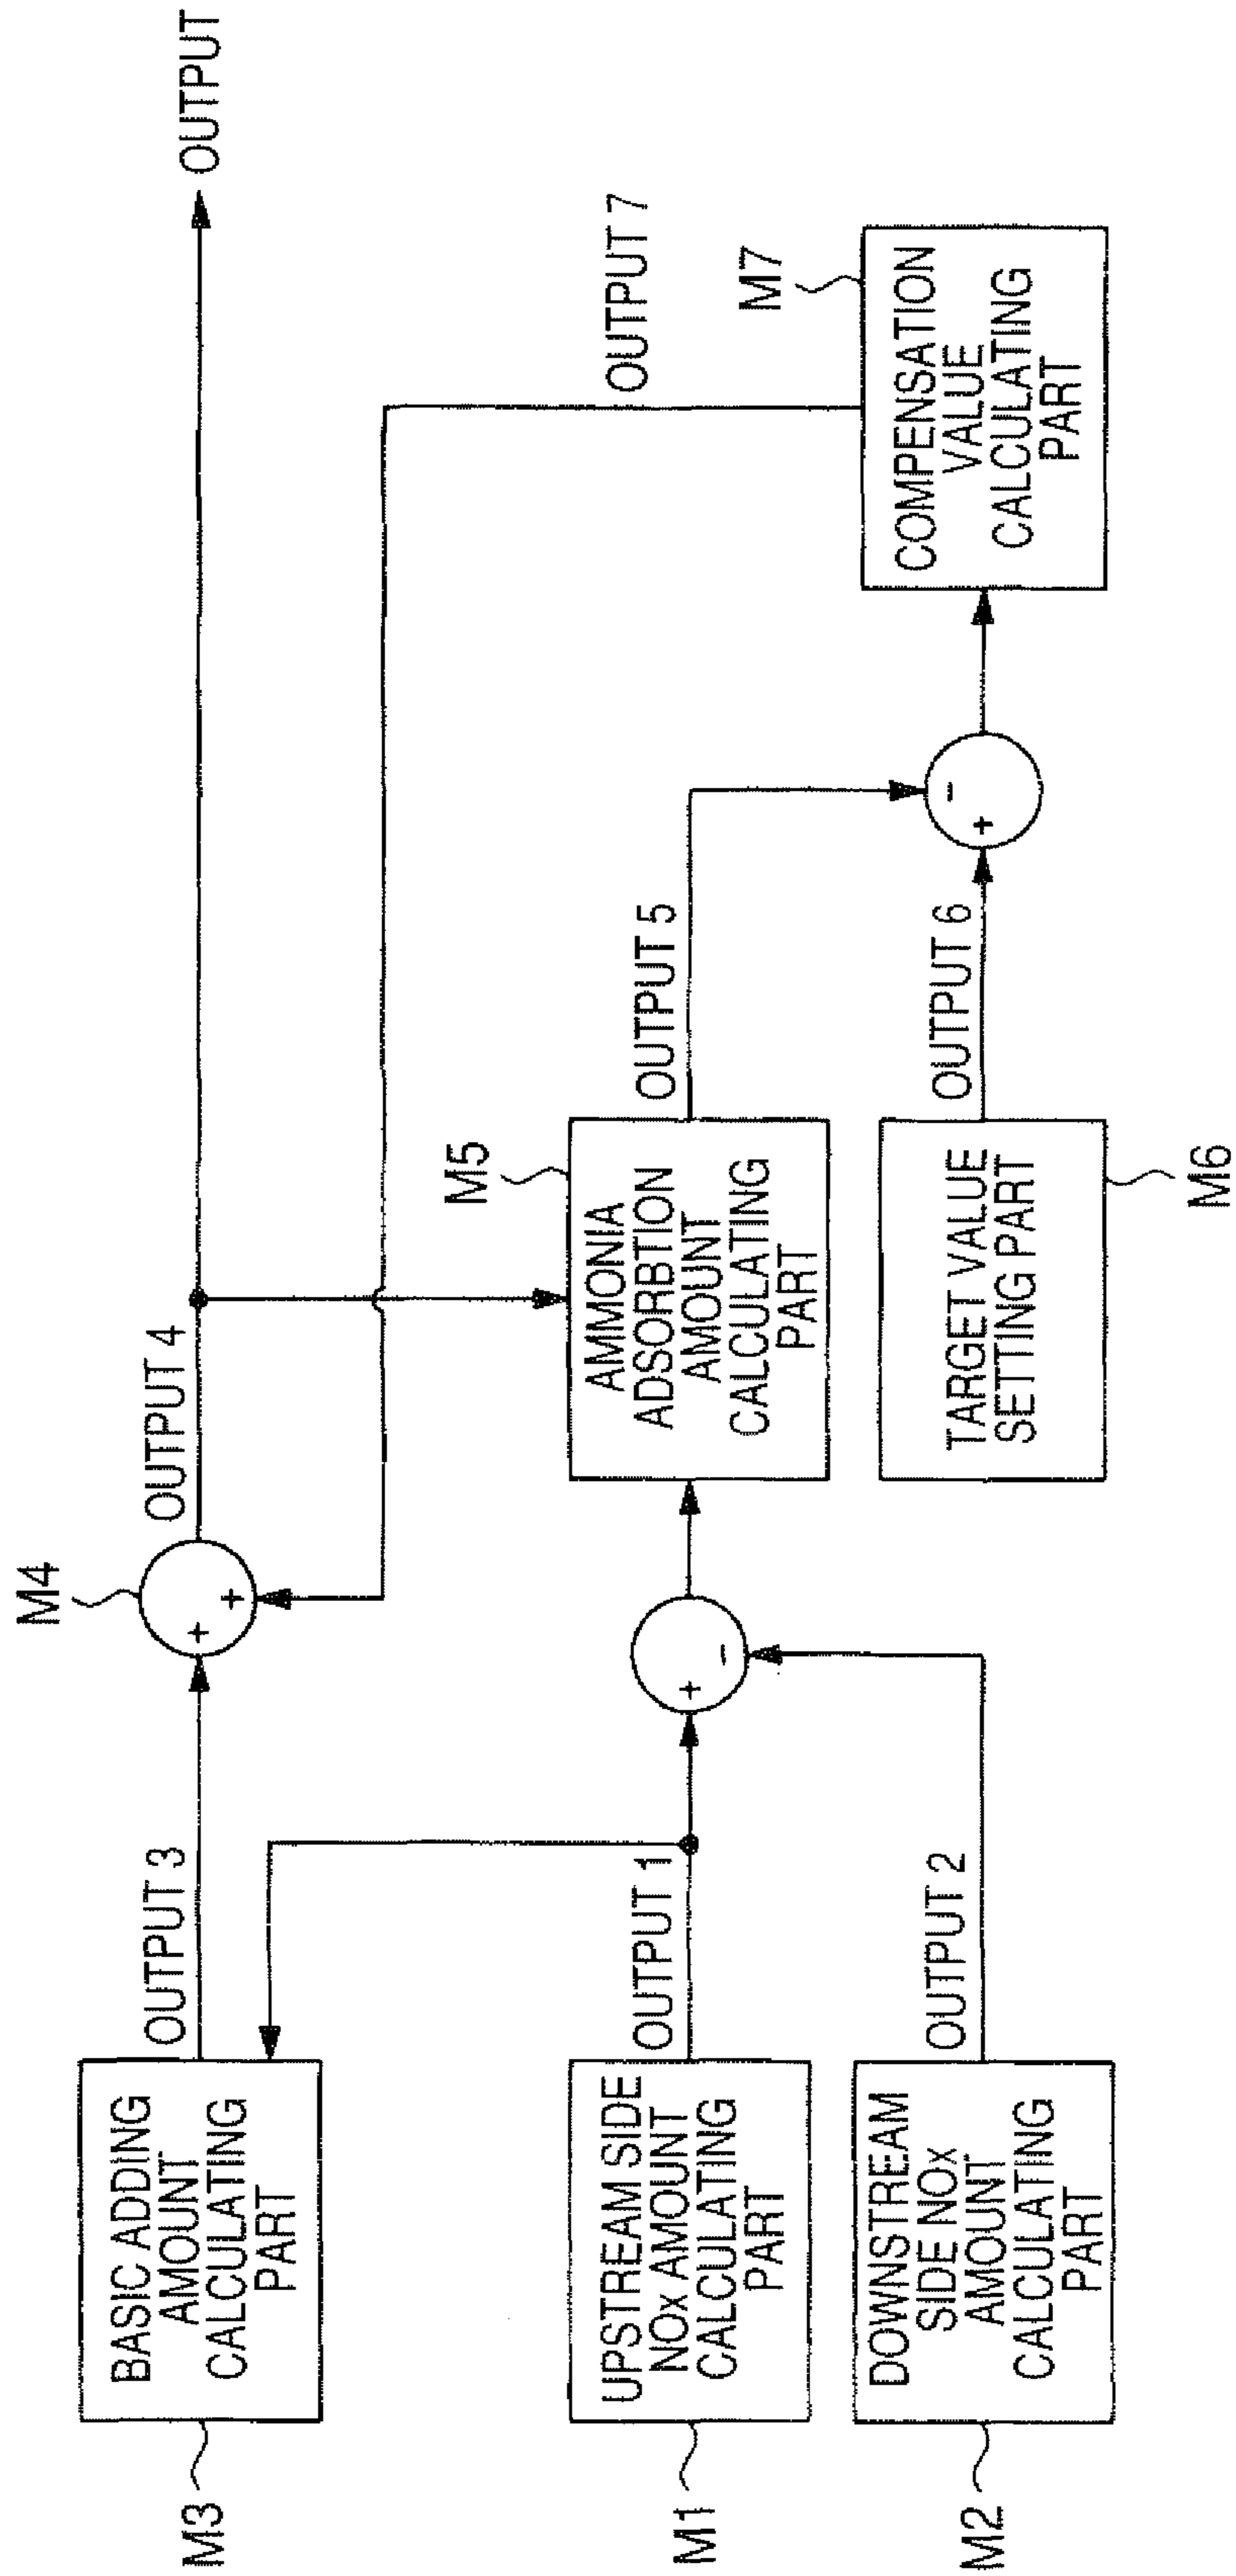 M3
BASIC ADDING
AMOUNT
CALCULATING
PART
OUTPUT 3
M4
+
+
OUTPUT 4
OUTPUT
M1
UPSTREAM SIDE
NOx AMOUNT
CALCULATING
PART
OUTPUT 1
+
-
M5
AMMONIA
ADSORBTION
AMOUNT
CALCULATING
PART
OUTPUT 5
OUTPUT 7
M2
DOWNSTREAM
SIDE NOx
AMOUNT
CALCULATING
PART
OUTPUT 2
TARGET VALUE
SETTING PART
M6
OUTPUT 6
-
+
M7
COMPENSATION
VALUE
CALCULATING
PART